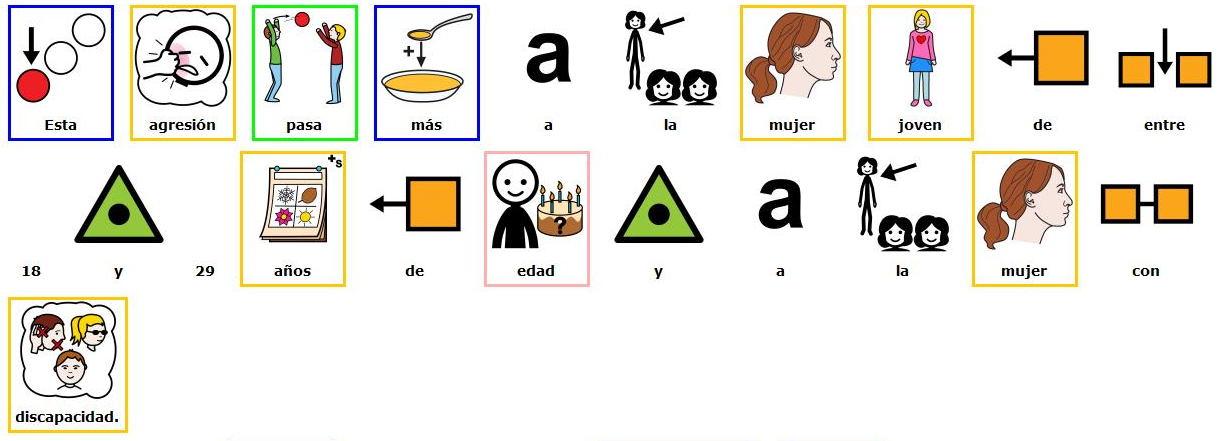 Esta agresión pasa más a la mujer joven de entre
18 y 29 años de edad y a la mujer con
discapacidad.